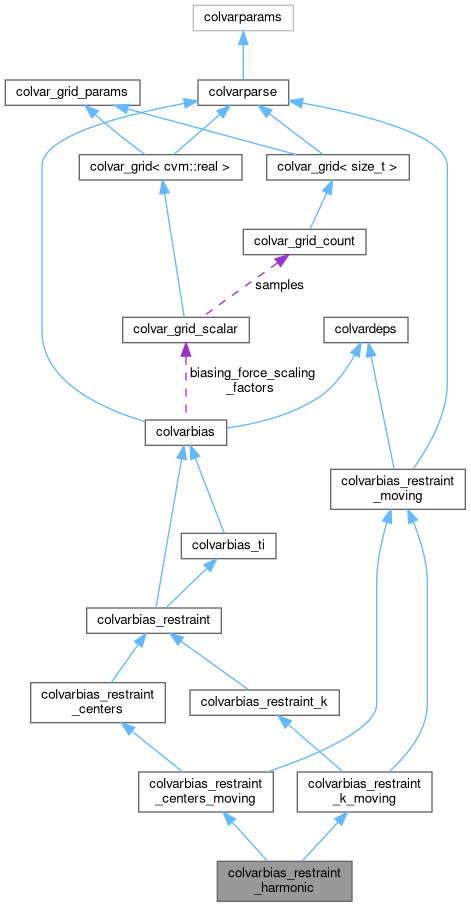 colvarparams
colvar_grid_params
colvarparse
colvar_grid< cvm::real >
colvar_grid< size_t >
colvar_grid_count
samples
colvar_grid_scalar
colvardeps
biasing_force_scaling
_factors
colvarbias
colvarbias_restraint
_moving
colvarbias_ti
colvarbias_restraint
colvarbias_restraint
_centers
colvarbias_restraint_k
colvarbias_restraint
_centers_moving
colvarbias_restraint
_k_moving
colvarbias_restraint
_harmonic